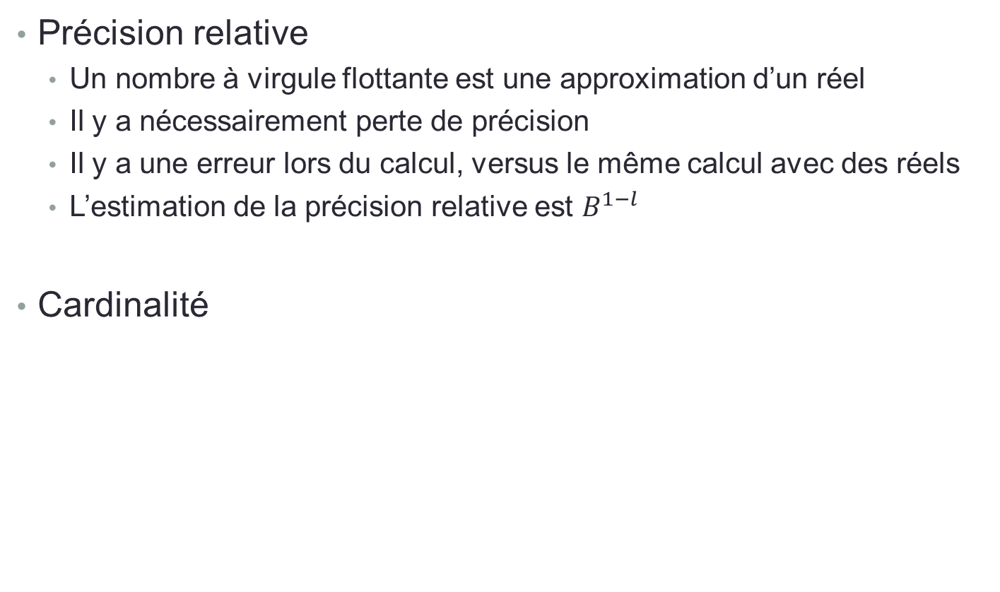 • Précision relative
• Un nombre à virgule flottante est une approximation d’un réel
• Il y a nécessairement perte de précision
• Il y a une erreur lors du calcul, versus le même calcul avec des réels
• L’estimation de la précision relative est $B^{1-l}$
• Cardinalité